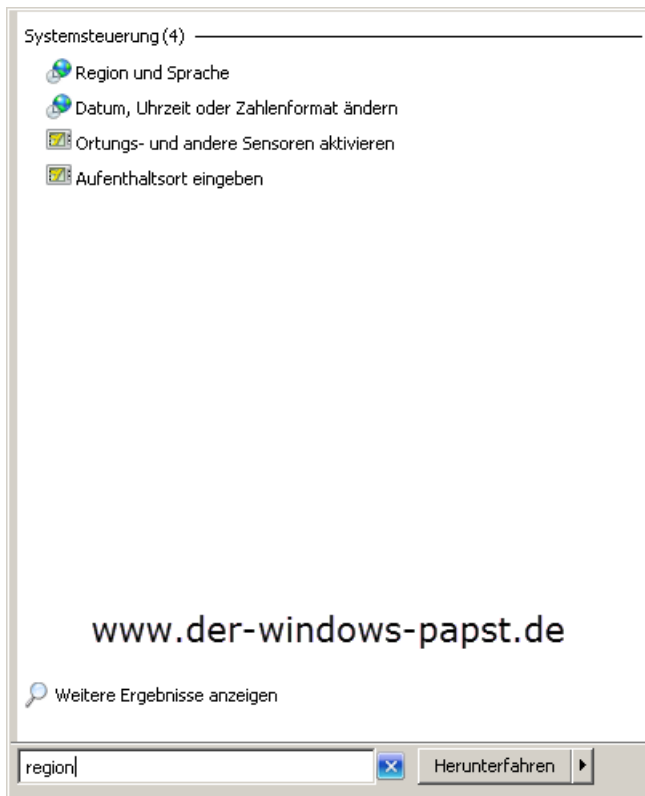 Systemsteuerung (4)
Region und Sprache
Datum, Uhrzeit oder Zahlenformat ändern
Ortungs- und andere Sensoren aktivieren
Aufenthaltsort eingeben
www.der-windows-papst.de
Weitere Ergebnisse anzeigen
region
Herunterfahren